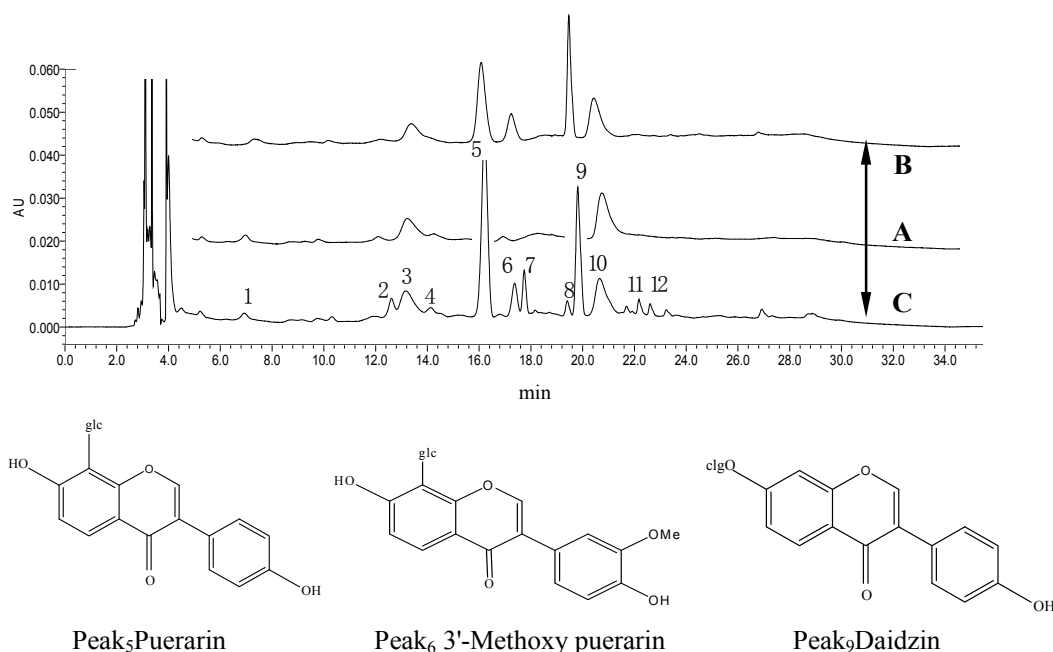 0.060
0.050
0.040
0.030
0.020
0.010
0.000
AU
5
9
B
A
6
7
1
2
3
4
8
10
11
12
C
0.0 2.0 4.0 6.0 8.0 10.0 12.0 14.0 16.0 18.0 20.0 22.0 24.0 26.0 28.0 30.0 32.0 34.0
min
glc
HO
O
O
OH
glc
HO
O
OMe
O
OH
clgO
O
O
OH
Peak5Puerarin
Peak6 3'-Methoxy puerarin
Peak9Daidzin